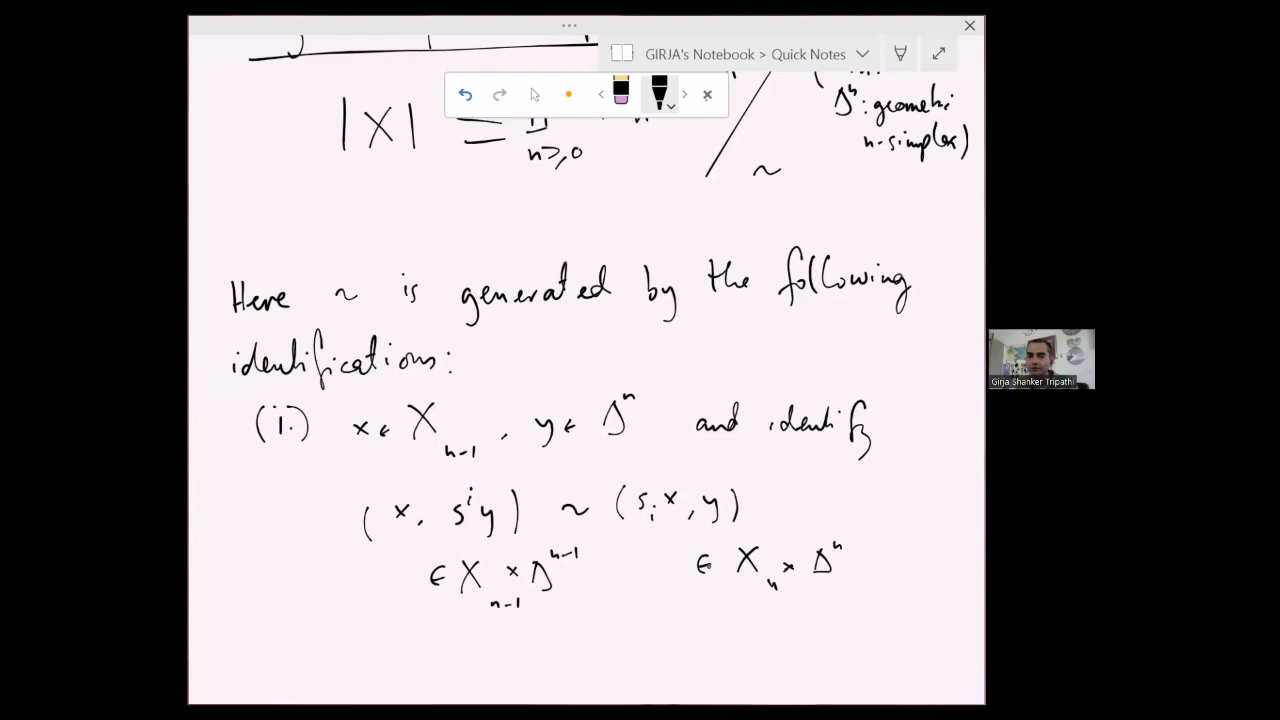 GIRJA's Notebook > Quick Notes
|X| =
n≥0
/ ~
Δⁿ: geometri
n-simplex)
Here ~ is generated by the following
identifications:
(i.) x ∈ Xₙ₋₁, y ∈ Δⁿ and identify
(x, sⁱy) ~ (sᵢx, y)
∈ Xₙ₋₁ × Δⁿ⁻¹ ∈ Xₙ × Δⁿ
Girja Shanker Tripathi